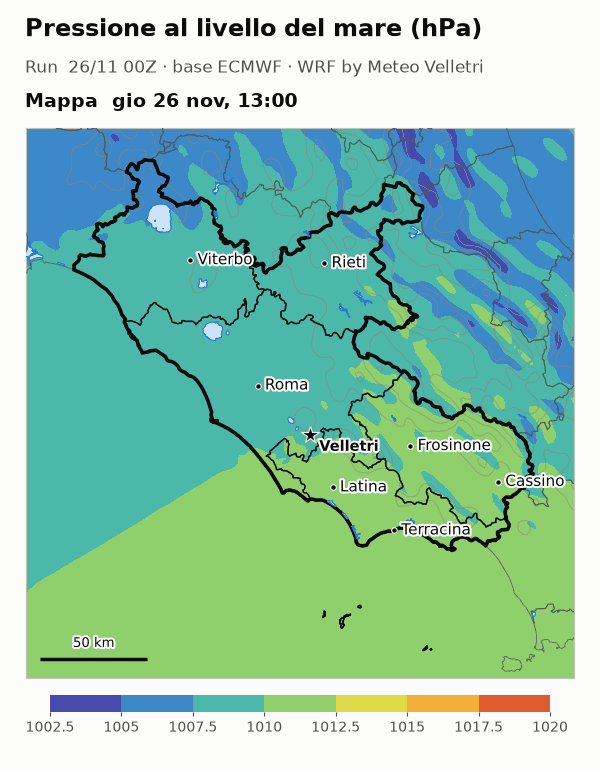 Pressione al livello del mare (hPa)
Run 26/11 00Z · base ECMWF · WRF by Meteo Velletri
Mappa gio 26 nov, 13:00
Viterbo
Rieti
Roma
Velletri
Frosinone
Cassino
Latina
Terracina
50 km
1002.5 1005 1007.5 1010 1012.5 1015 1017.5 1020